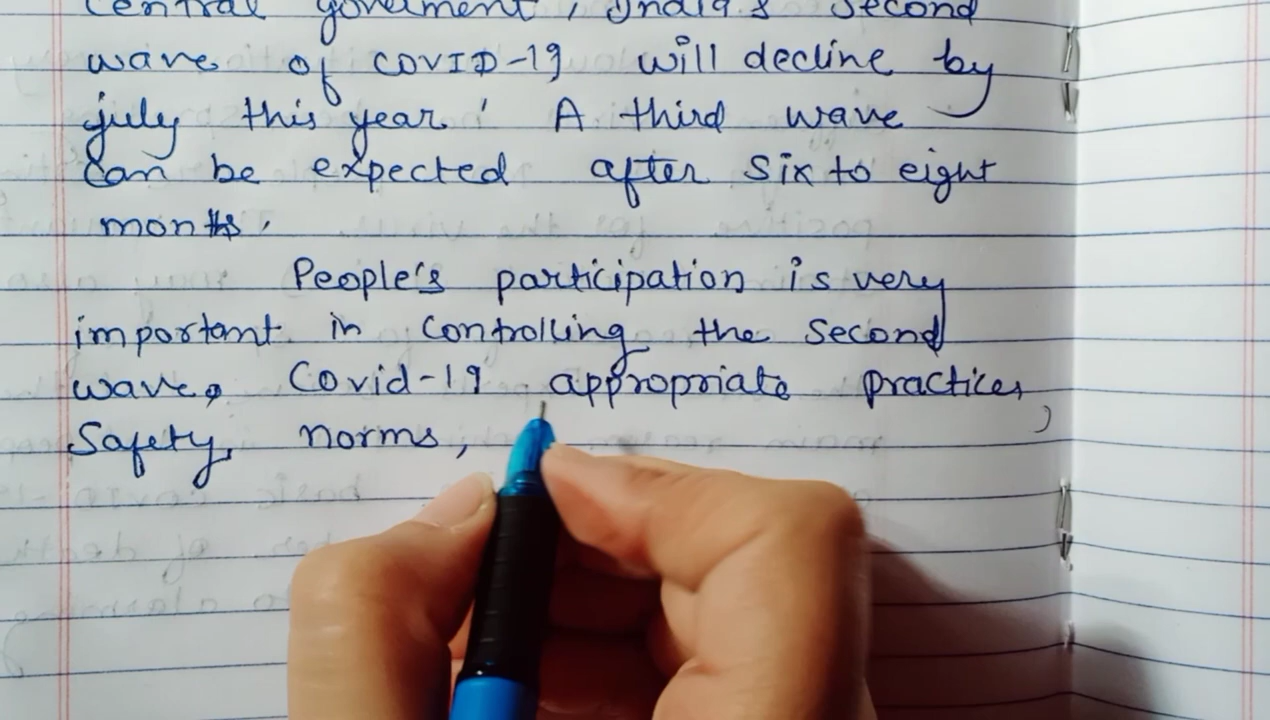 central goverment, India's second
wave of COVID-19 will decline by
july this year. A third wave
can be expected after six to eight
months.
People's participation is very
important in controlling the second
wave, Covid-19 appropriate practices,
Safety norms,